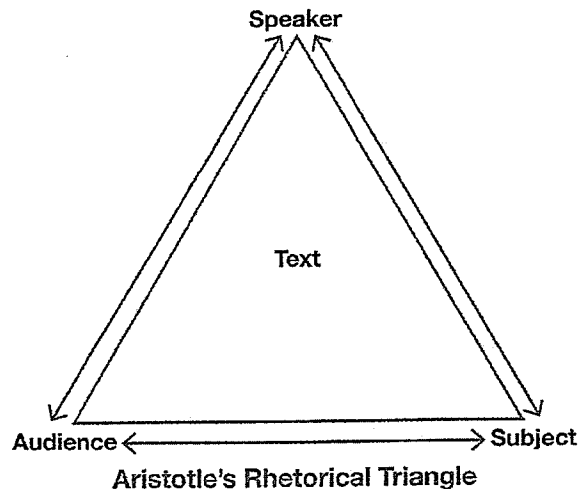 Speaker
Text
Audience
Subject
Aristotle's Rhetorical Triangle